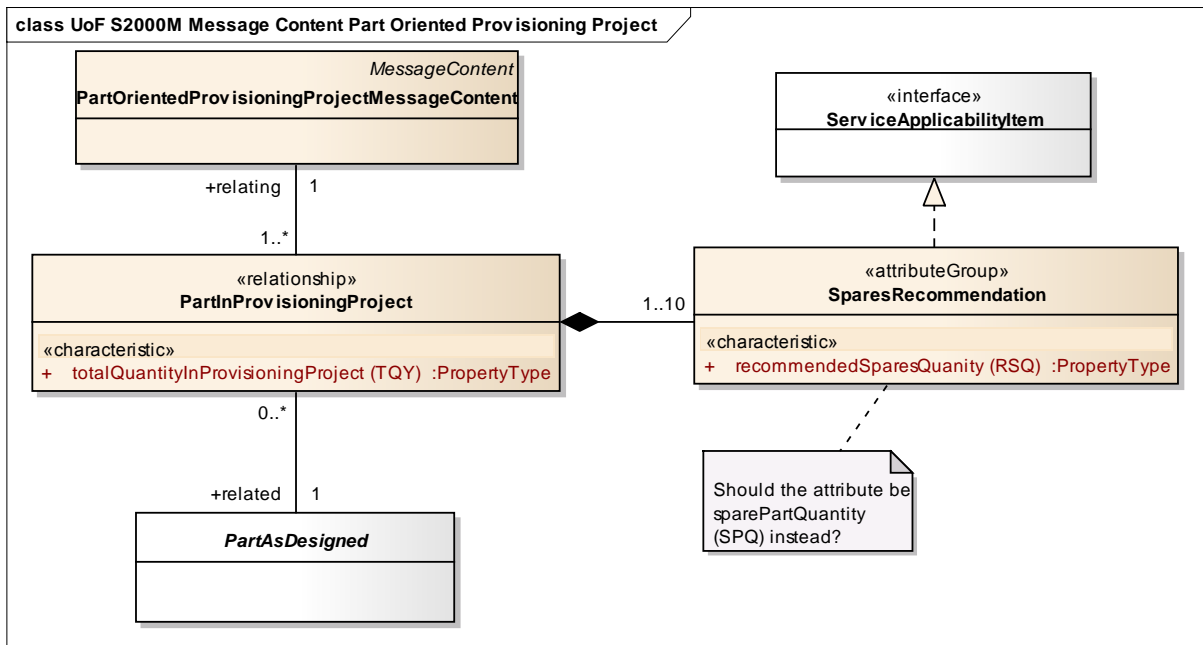 class UoF S2000M Message Content Part Oriented Provisioning Project
MessageContent
PartOrientedProvisioningProjectMessageContent
«interface»
ServiceApplicabilityItem
+relating 1
1..*
«relationship»
PartInProvisioningProject
«characteristic»
+ totalQuantityInProvisioningProject (TQY) :PropertyType
1..10
«attributeGroup»
SparesRecommendation
«characteristic»
+ recommendedSparesQuanity (RSQ) :PropertyType
0..*
+related 1
PartAsDesigned
Should the attribute be
sparePartQuantity
(SPQ) instead?